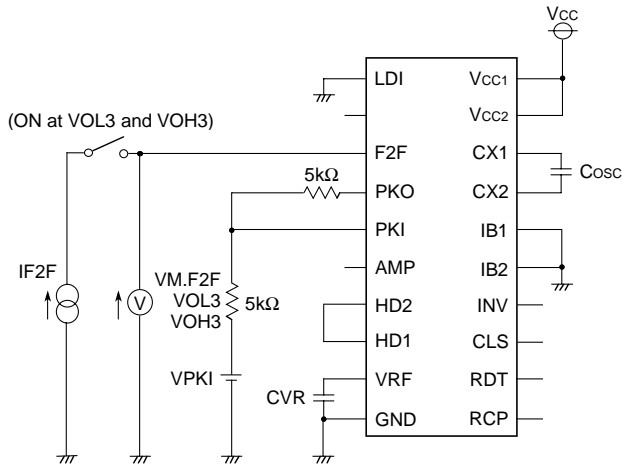 VCC
LDI VCC1
VCC2
(ON at VOL3 and VOH3)
F2F CX1
COSC
5kΩ
PKO CX2
PKI IB1
IF2F
VM.F2F
VOL3
VOH3
5kΩ
V
AMP IB2
HD2 INV
HD1 CLS
VPKI
CVR
VRF RDT
GND RCP